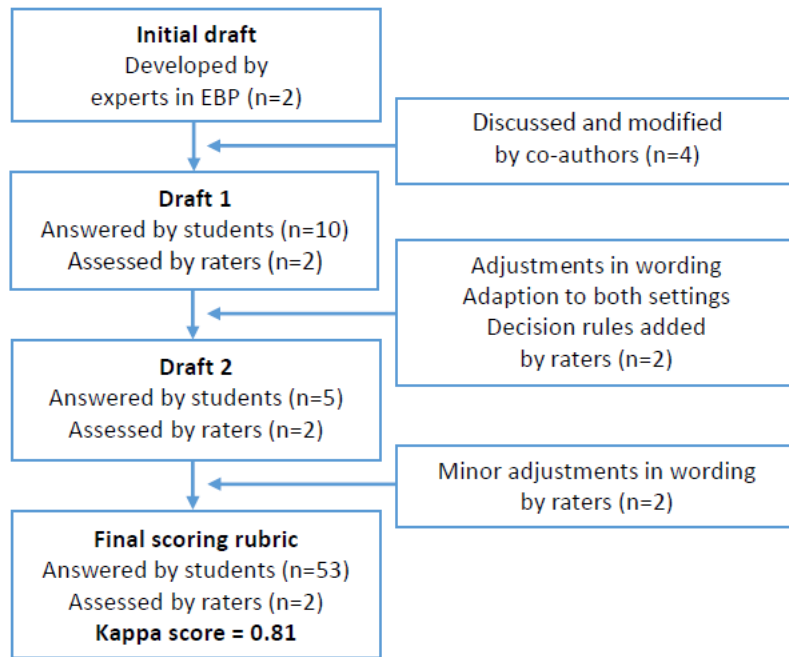 Initial draft
Developed by
experts in EBP (n=2)
Discussed and modified
by co-authors (n=4)
Draft 1
Answered by students (n=10)
Assessed by raters (n=2)
Adjustments in wording
Adaption to both settings
Decision rules added
by raters (n=2)
Draft 2
Answered by students (n=5)
Assessed by raters (n=2)
Minor adjustments in wording
by raters (n=2)
Final scoring rubric
Answered by students (n=53)
Assessed by raters (n=2)
Kappa score = 0.81